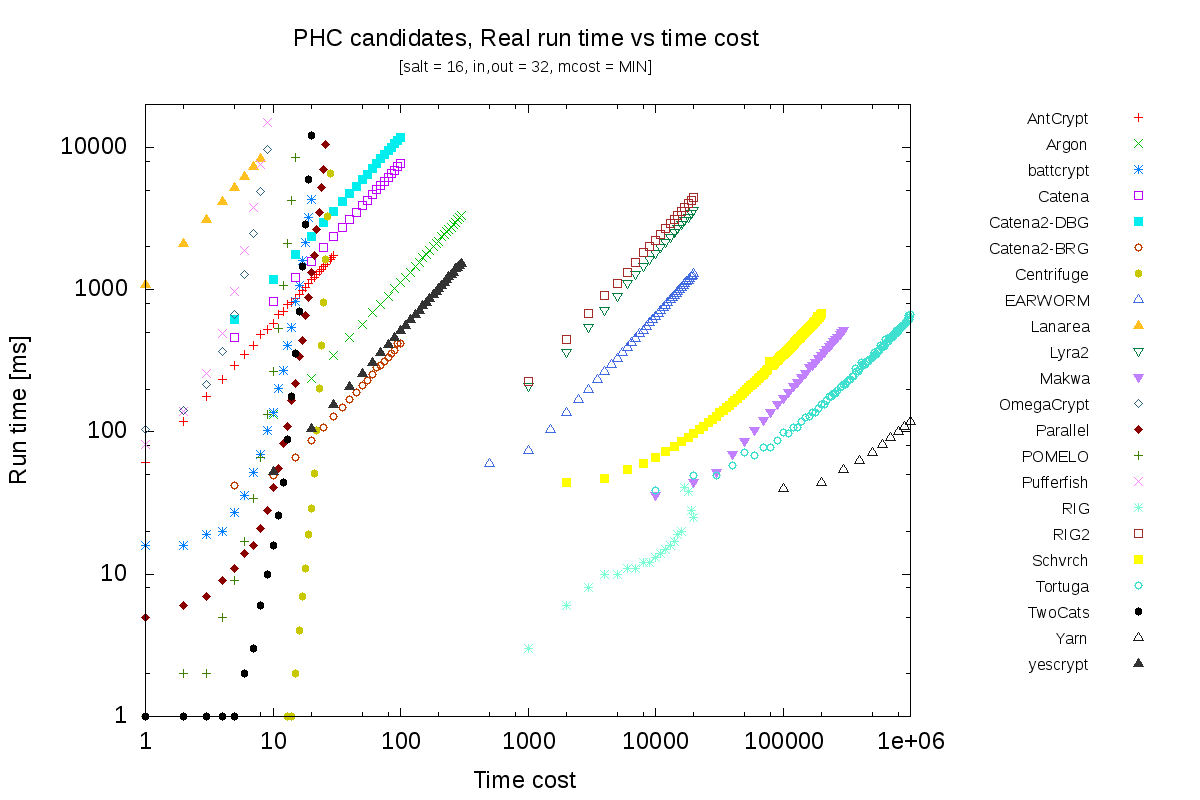 PHC candidates, Real run time vs time cost
[salt = 16, in,out = 32, mcost = MIN]
Run time [ms]
10000
1000
100
10
1
1 10 100 1000 10000 100000 1e+06
Time cost
AntCrypt
Argon
battcrypt
Catena
Catena2-DBG
Catena2-BRG
Centrifuge
EARWORM
Lanarea
Lyra2
Makwa
OmegaCrypt
Parallel
POMELO
Pufferfish
RIG
RIG2
Schvrch
Tortuga
TwoCats
Yarn
yescrypt